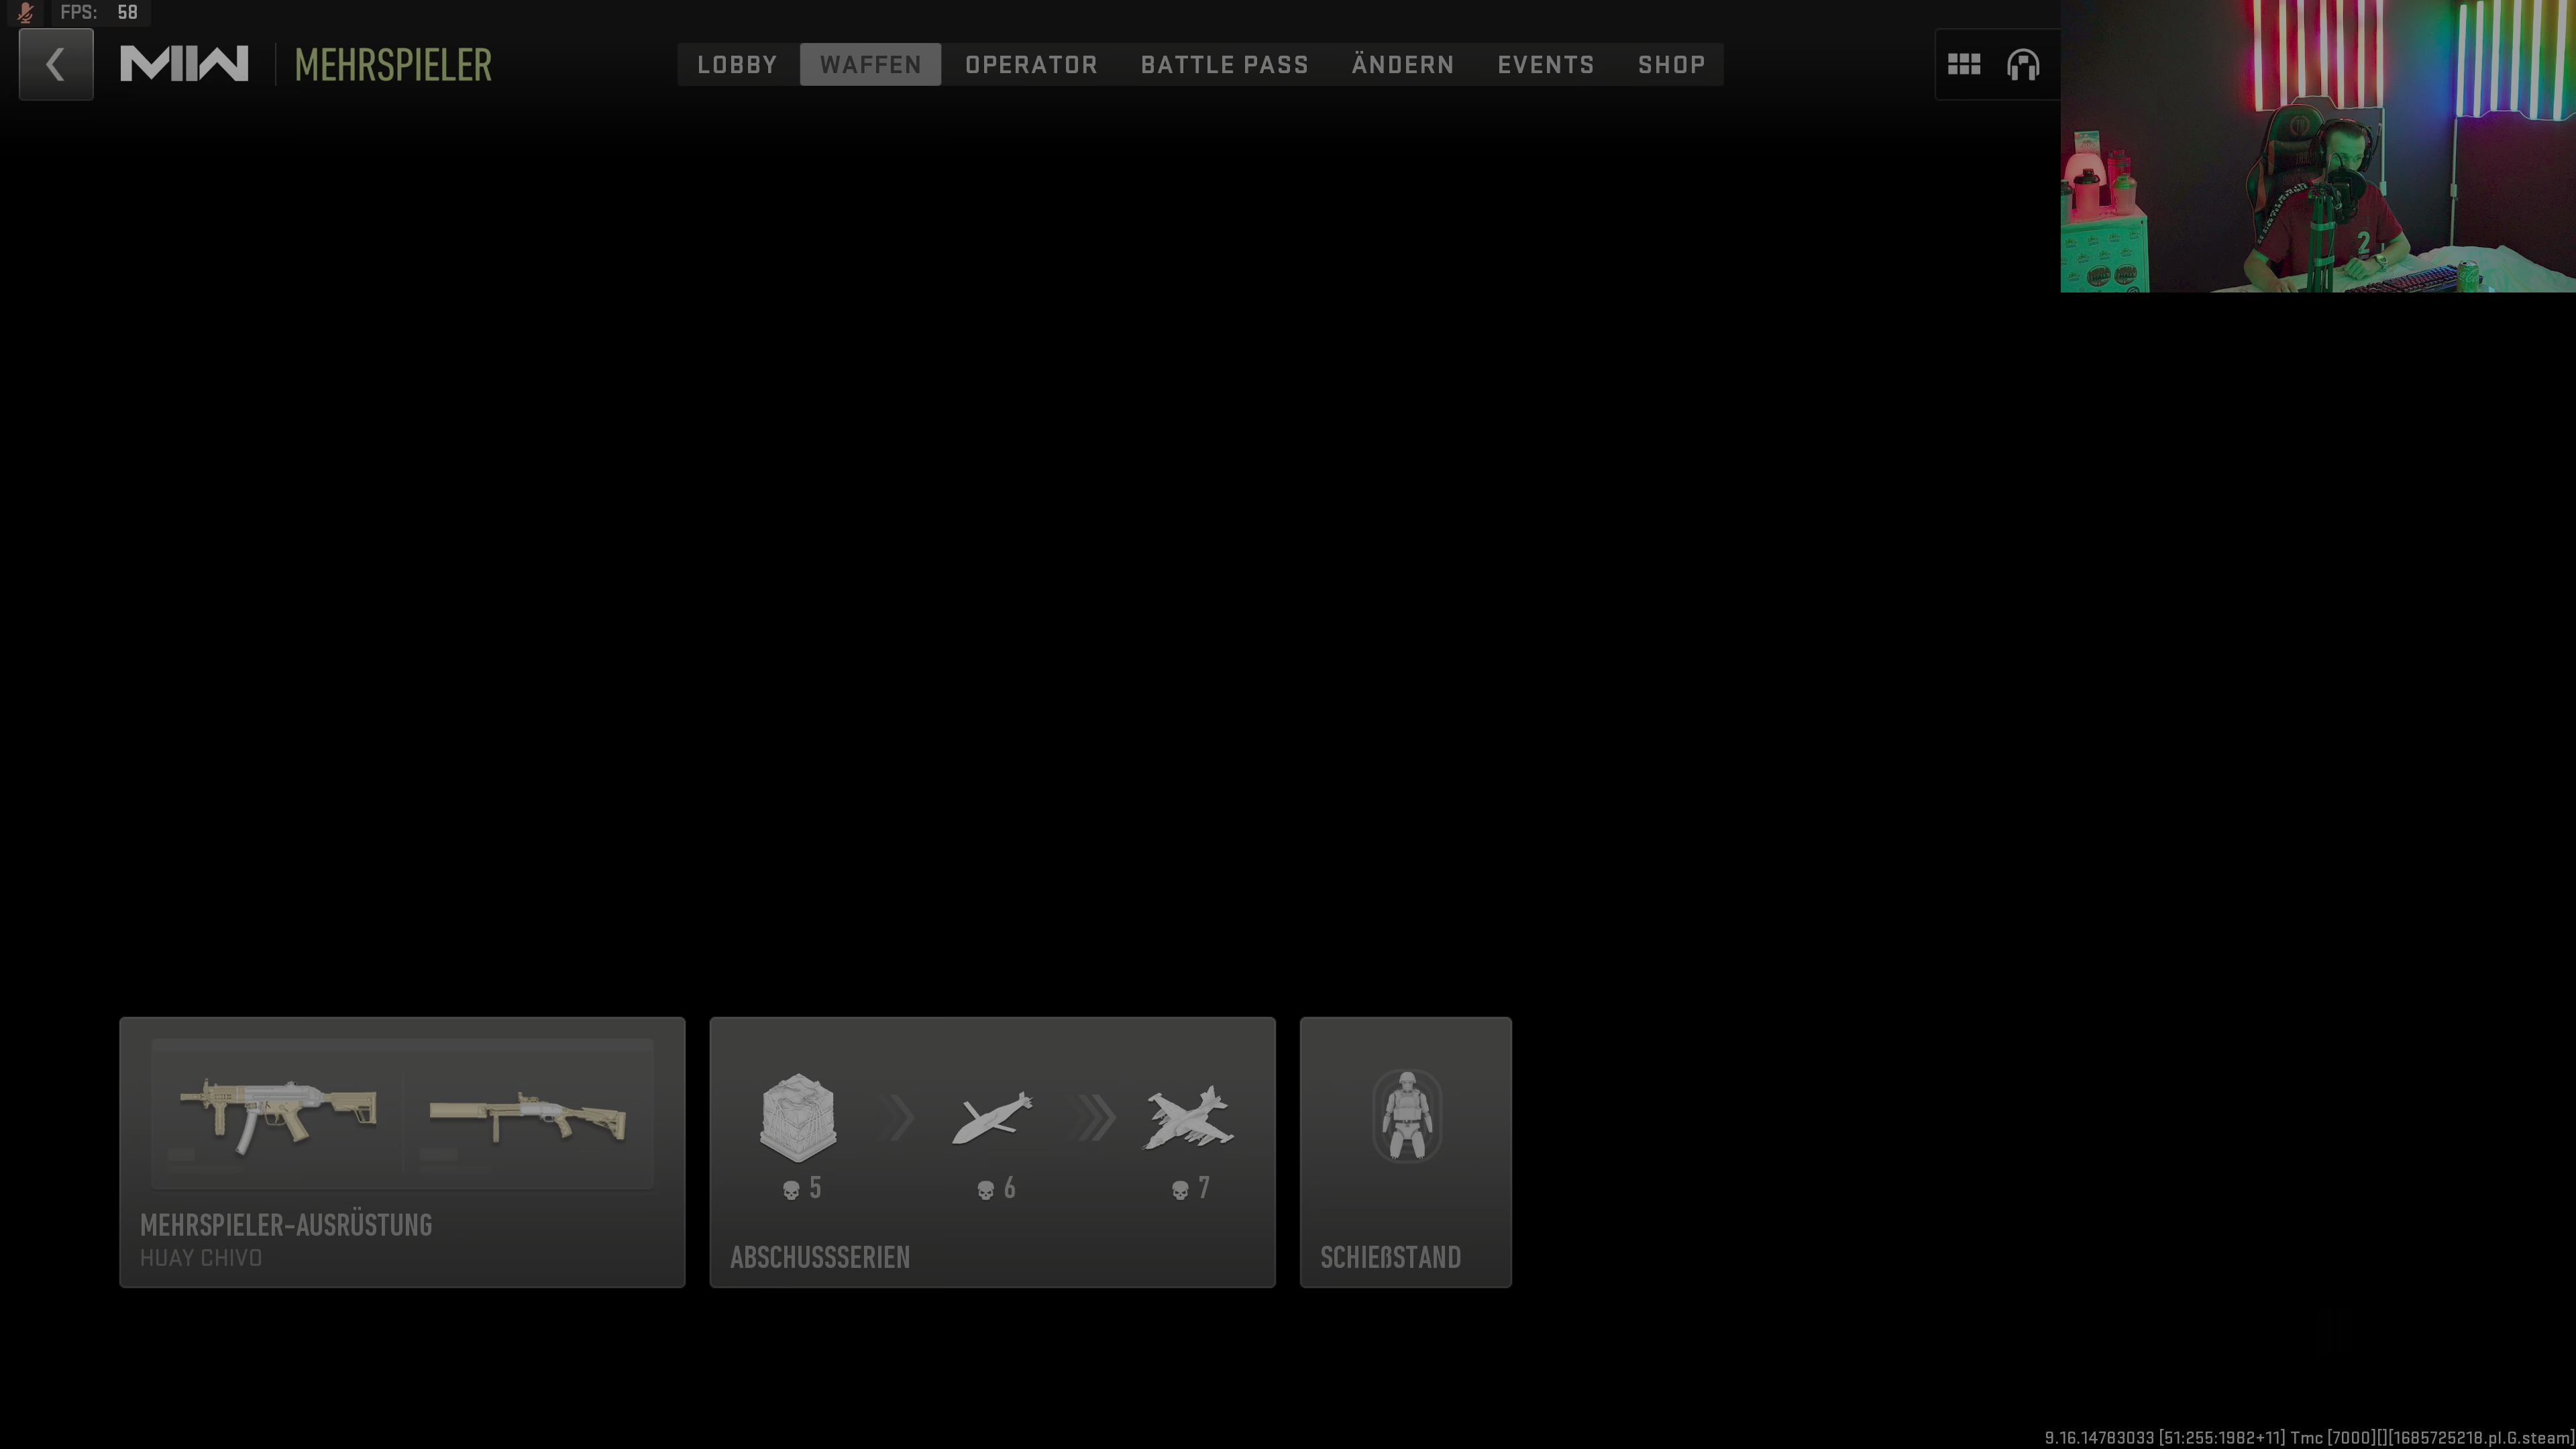 FPS: 58
MW
MEHRSPIELER
LOBBY WAFFEN OPERATOR BATTLE PASS ÄNDERN EVENTS SHOP
2
5 6 7
MEHRSPIELER-AUSRÜSTUNG
HUAY CHIVO
ABSCHUSSSERIEN
SCHIEßSTAND
9.16.14783033 [51:255:1982+11] Tmc [7000][][1685725218.pl.G.steam]